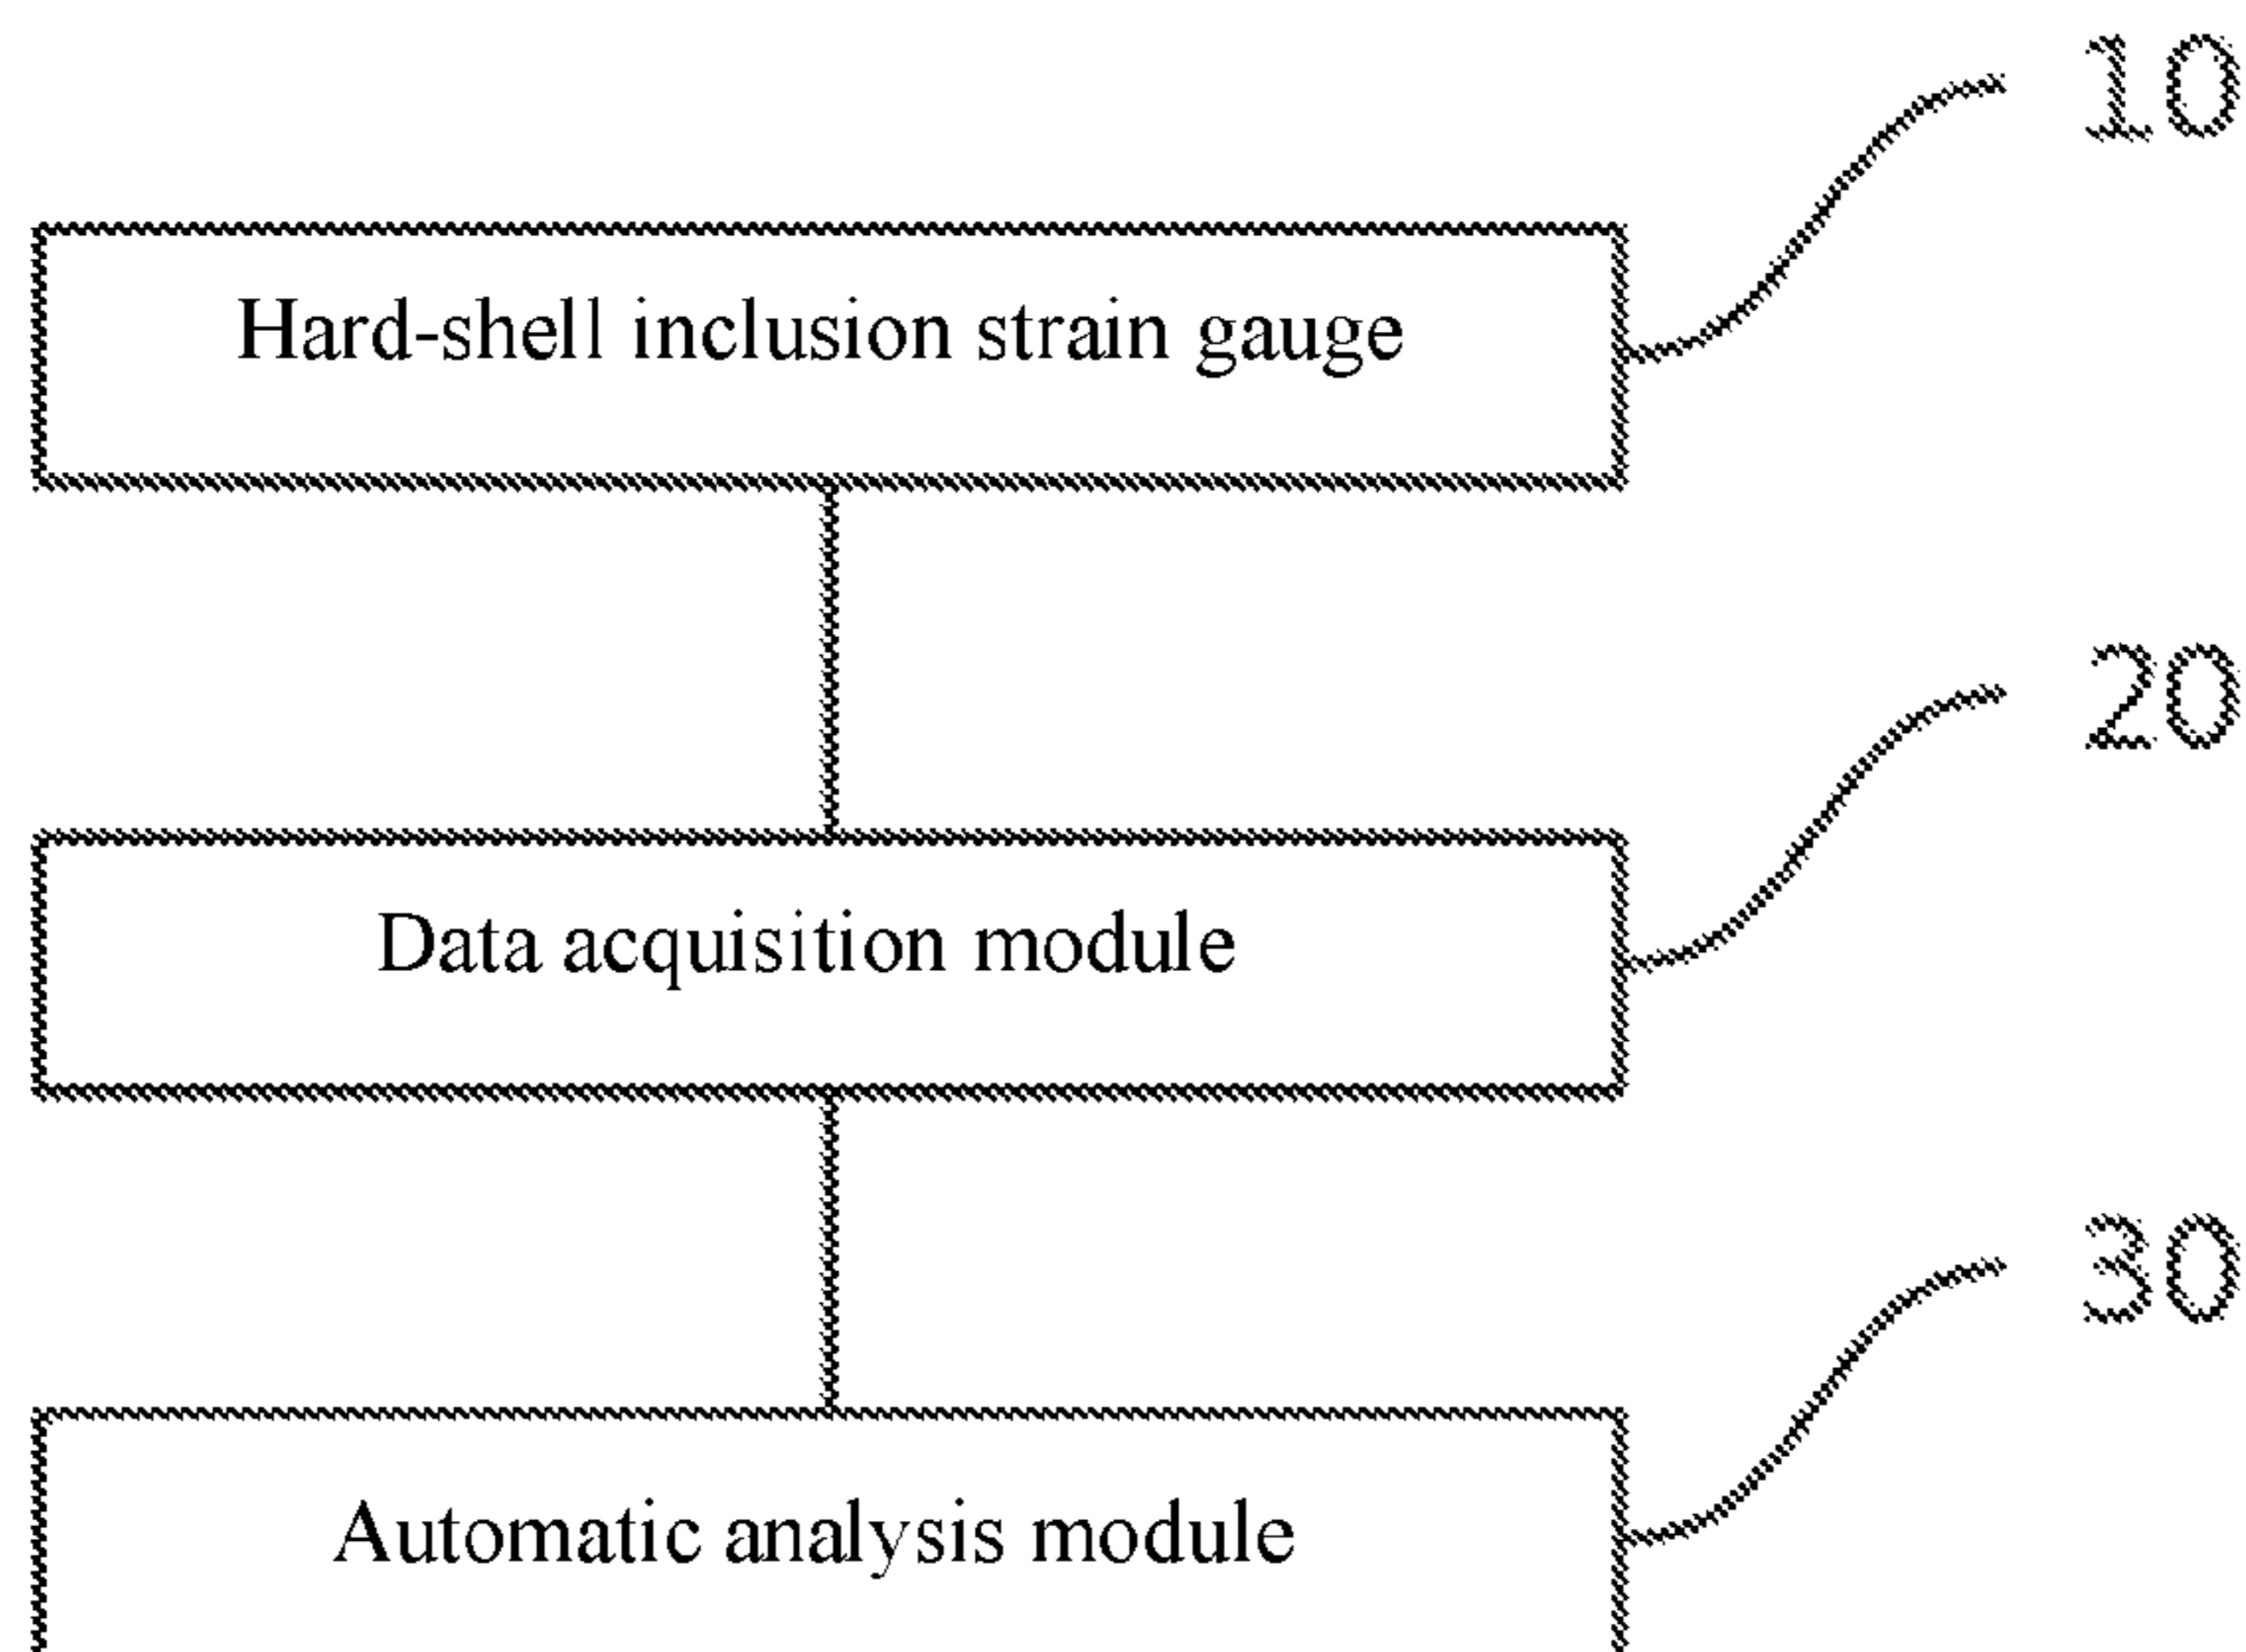 10
Hard-shell inclusion strain gauge
20
Data acquisition module
30
Automatic analysis module